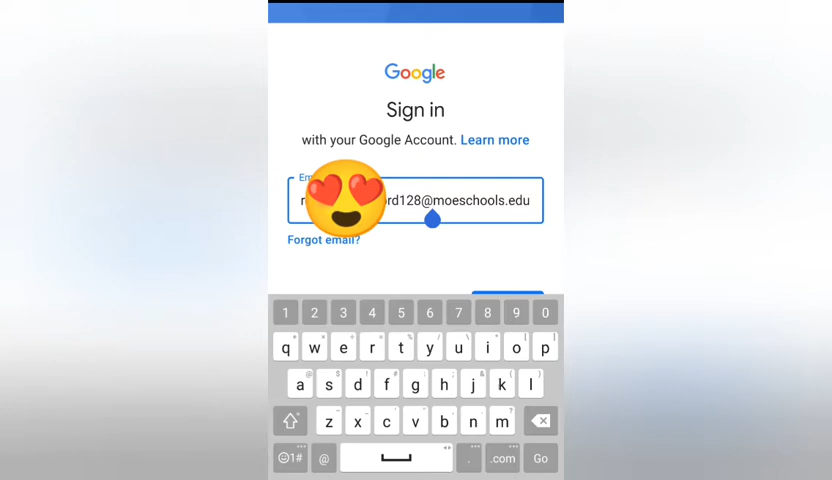 Google
Sign in
with your Google Account. Learn more
rd128@moeschools.edu
Forgot email?
1 2 3 4 5 6 7 8 9 0
q w e r t y u i o p
a s d f g h j k l
z x c v b n m
1# @ . .com Go